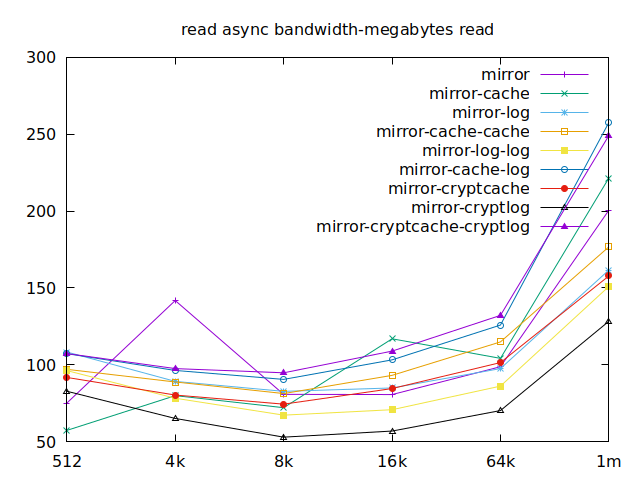 read async bandwidth-megabytes read
300
250
200
150
100
50
mirror
mirror-cache
mirror-log
mirror-cache-cache
mirror-log-log
mirror-cache-log
mirror-cryptcache
mirror-cryptlog
mirror-cryptcache-cryptlog
512 4k 8k 16k 64k 1m